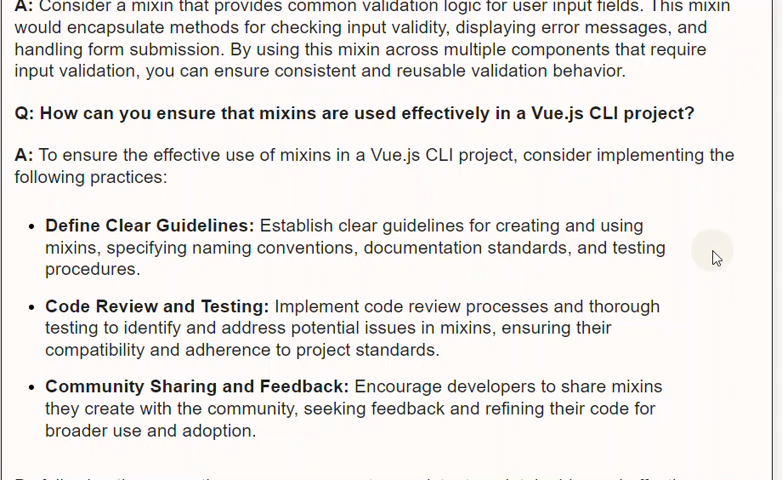 A: Consider a mixin that provides common validation logic for user input fields. This mixin
would encapsulate methods for checking input validity, displaying error messages, and
handling form submission. By using this mixin across multiple components that require
input validation, you can ensure consistent and reusable validation behavior.
Q: How can you ensure that mixins are used effectively in a Vue.js CLI project?
A: To ensure the effective use of mixins in a Vue.js CLI project, consider implementing the
following practices:
• Define Clear Guidelines: Establish clear guidelines for creating and using
mixins, specifying naming conventions, documentation standards, and testing
procedures.
• Code Review and Testing: Implement code review processes and thorough
testing to identify and address potential issues in mixins, ensuring their
compatibility and adherence to project standards.
• Community Sharing and Feedback: Encourage developers to share mixins
they create with the community, seeking feedback and refining their code for
broader use and adoption.